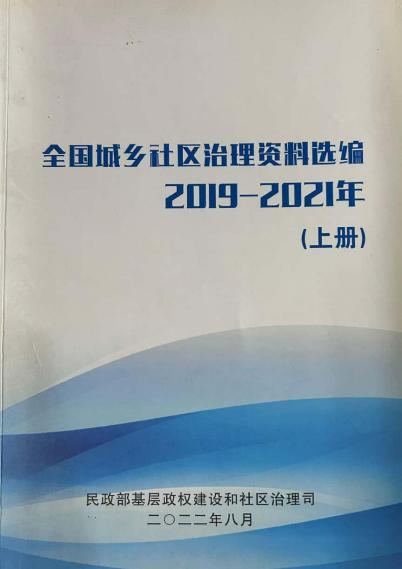 全国城乡社区治理资料选编
2019-2021年
(上册)
民政部基层政权建设和社区治理司
二〇二二年八月